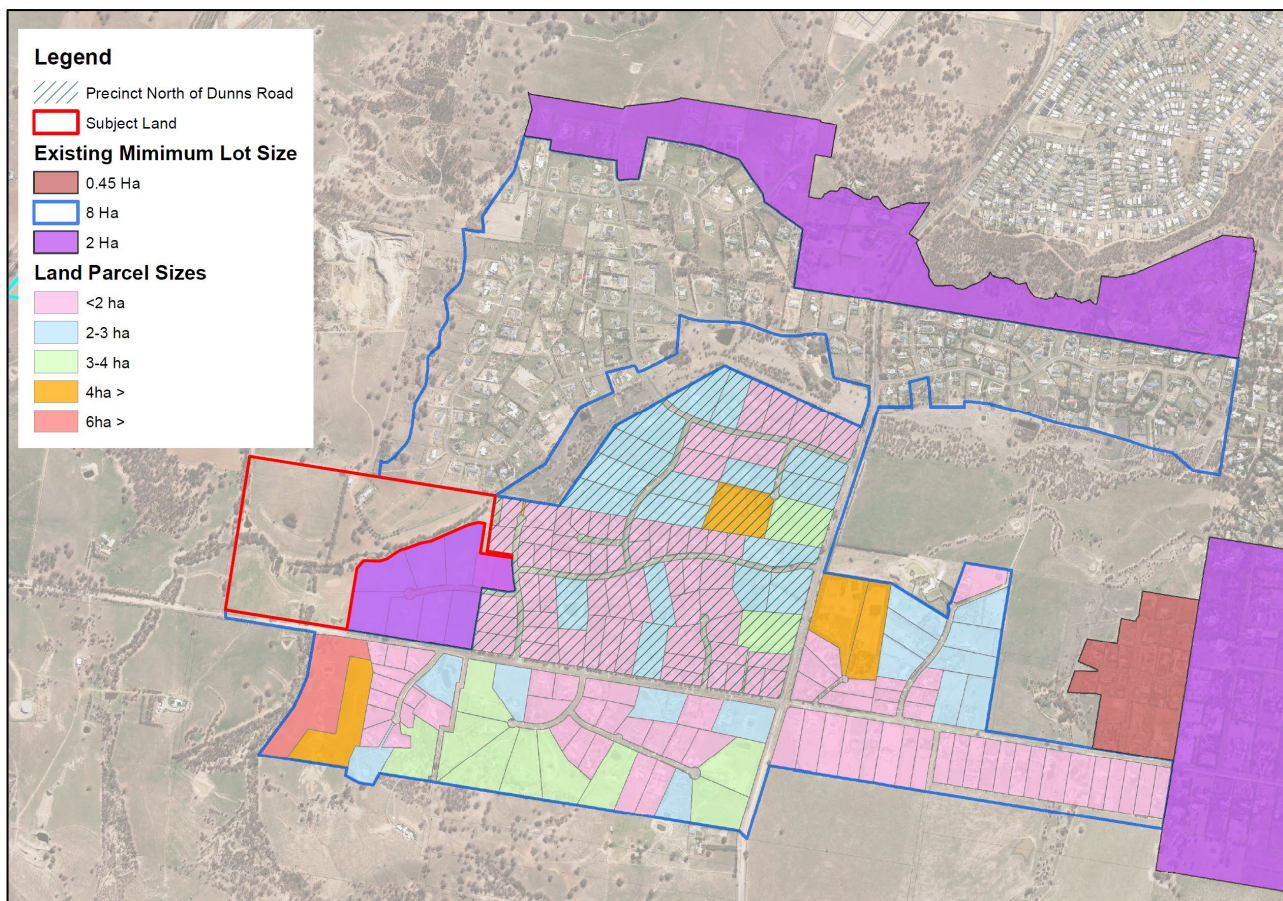 Legend
Precinct North of Dunns Road
Subject Land
Existing Mimimum Lot Size
0.45 Ha
8 Ha
2 Ha
Land Parcel Sizes
<2 ha
2-3 ha
3-4 ha
4ha >
6ha >